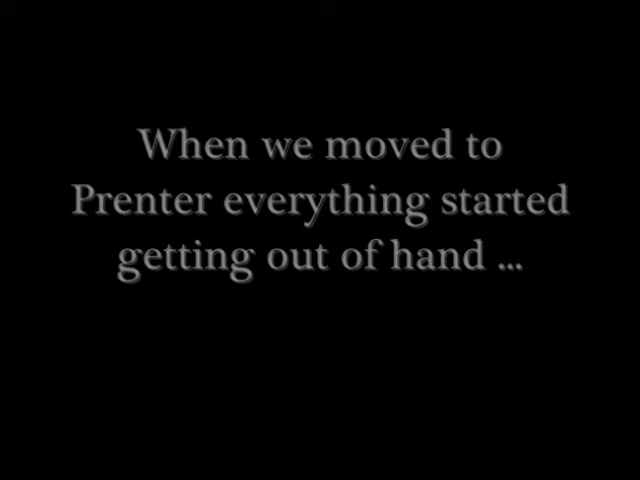 When we moved to
Prenter everything started
getting out of hand ...